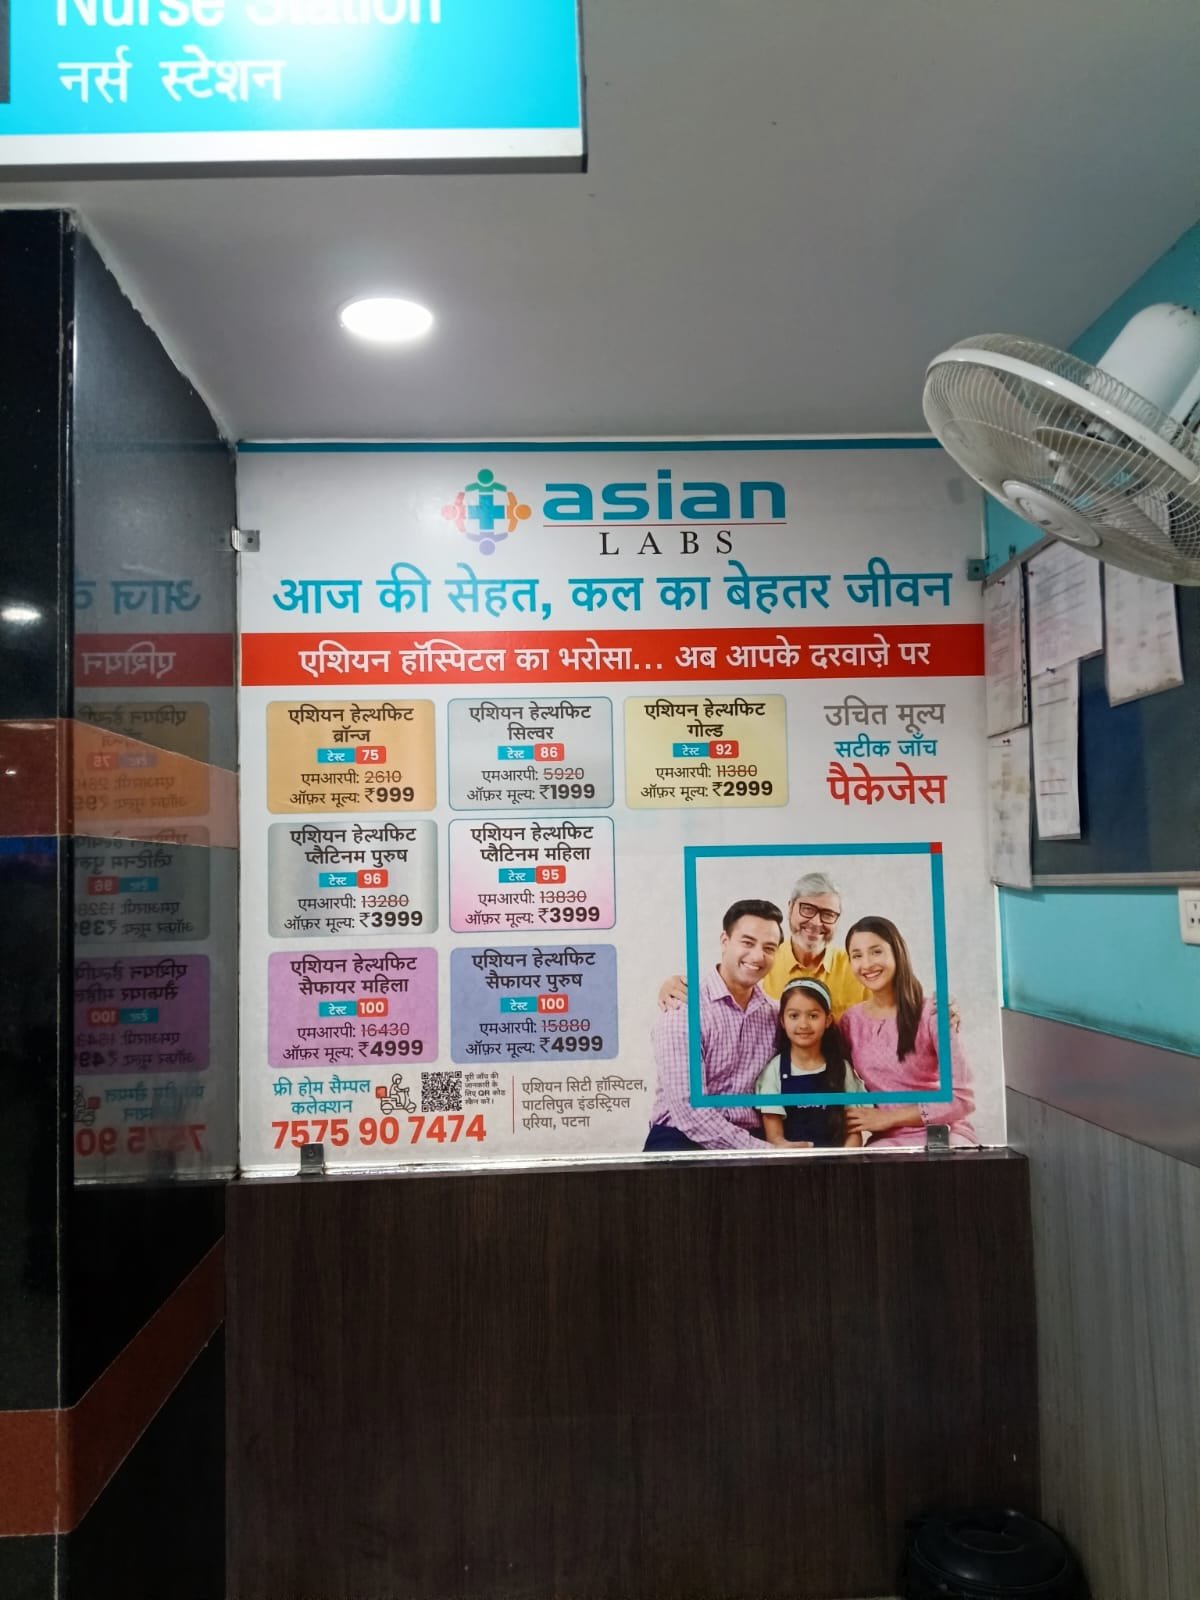 Nurse Station
नर्स स्टेशन
asian
LABS
आज की सेहत, कल का बेहतर जीवन
एशियन हॉस्पिटल का भरोसा... अब आपके दरवाज़े पर
एशियन हेल्थफिट
ब्रॉन्ज
टेस्ट 75
एमआरपी: 2610
ऑफ़र मूल्य: ₹999
एशियन हेल्थफिट
सिल्वर
टेस्ट 86
एमआरपी: 5920
ऑफ़र मूल्य: ₹1999
एशियन हेल्थफिट
गोल्ड
टेस्ट 92
एमआरपी: 11380
ऑफ़र मूल्य: ₹2999
उचित मूल्य
सटीक जाँच
पैकेजेस
एशियन हेल्थफिट
प्लैटिनम पुरुष
टेस्ट 96
एमआरपी: 13280
ऑफ़र मूल्य: ₹3999
एशियन हेल्थफिट
प्लैटिनम महिला
टेस्ट 95
एमआरपी: 13830
ऑफ़र मूल्य: ₹3999
एशियन हेल्थफिट
सैफायर महिला
टेस्ट 100
एमआरपी: 16430
ऑफ़र मूल्य: ₹4999
एशियन हेल्थफिट
सैफायर पुरुष
टेस्ट 100
एमआरपी: 15880
ऑफ़र मूल्य: ₹4999
फ्री होम सैम्पल
कलेक्शन
7575 90 7474
पूरी जाँच की
जानकारी के
लिए QR कोड
स्कैन करें।
एशियन सिटी हॉस्पिटल,
पाटलिपुत्र इंडस्ट्रियल
एरिया, पटना